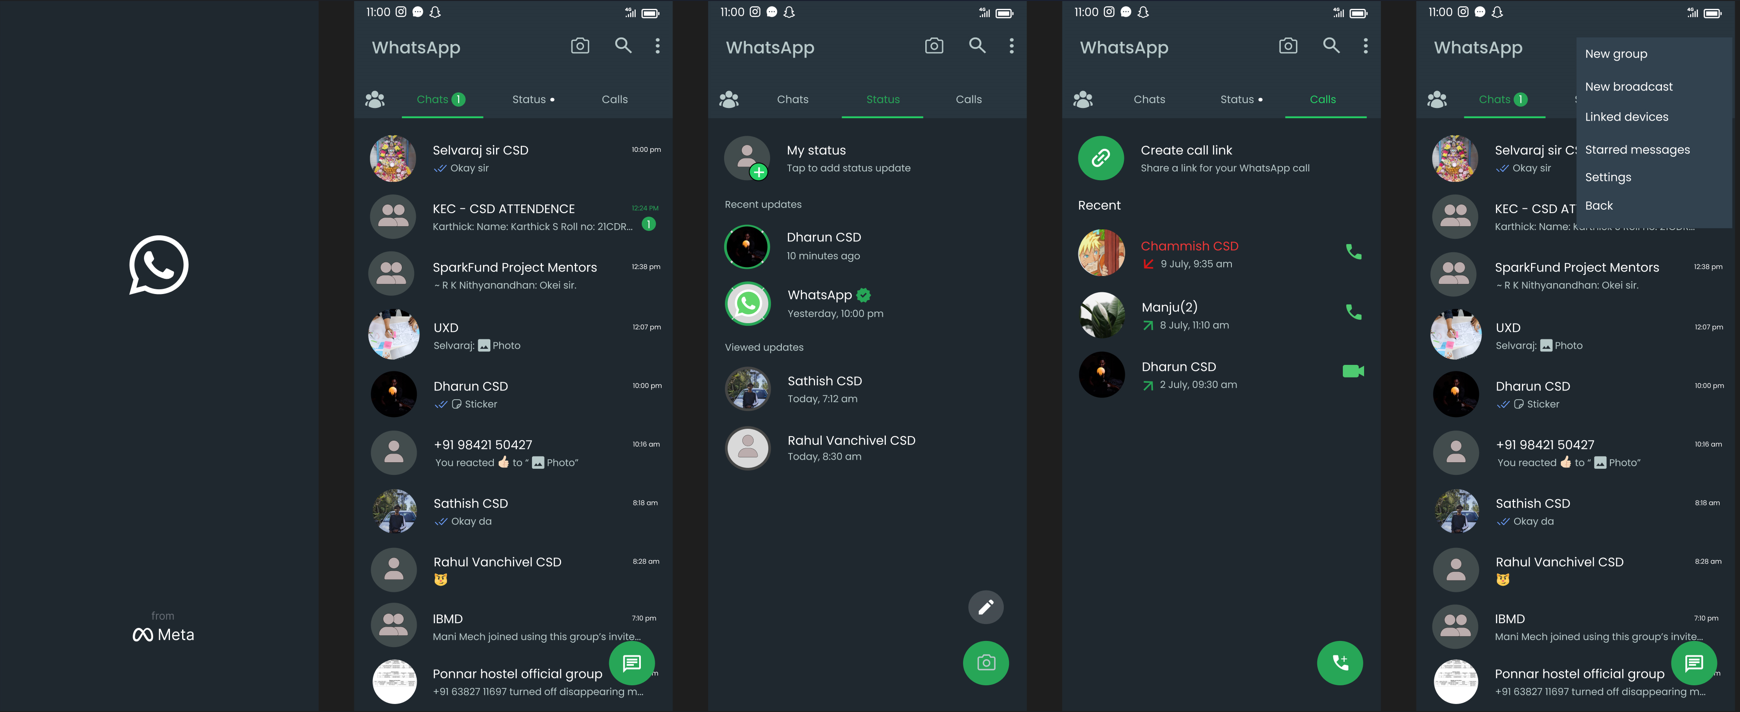 from
Meta
11:00
4G
WhatsApp
Chats 1 Status Calls
Selvaraj sir CSD 10:00 pm
Okay sir
KEC - CSD ATTENDENCE 12:24 PM
Karthick: Name: Karthick S Roll no: 21CDR... 1
SparkFund Project Mentors 12:38 pm
~ R K Nithyanandhan: Okei sir.
UXD 12:07 pm
Selvaraj: Photo
Dharun CSD 10:00 pm
Sticker
+91 98421 50427 10:16 am
You reacted 👍🏻 to “ Photo”
Sathish CSD 8:18 am
Okay da
Rahul Vanchivel CSD 8:28 am
IBMD 7:10 pm
Mani Mech joined using this group’s invite...
Ponnar hostel official group m
+91 63827 11697 turned off disappearing m...
11:00
4G
WhatsApp
Chats Status Calls
My status
Tap to add status update
Recent updates
Dharun CSD
10 minutes ago
WhatsApp
Yesterday, 10:00 pm
Viewed updates
Sathish CSD
Today, 7:12 am
Rahul Vanchivel CSD
Today, 8:30 am
11:00
4G
WhatsApp
Chats Status Calls
Create call link
Share a link for your WhatsApp call
Recent
Chammish CSD
9 July, 9:35 am
Manju(2)
8 July, 11:10 am
Dharun CSD
2 July, 09:30 am
11:00
4G
WhatsApp
New group
New broadcast
Linked devices
Starred messages
Settings
Back
Chats 1 S
Selvaraj sir CS
Okay sir
KEC - CSD AT
Karthick: Name: Karthick S Roll no: 21CDR...
SparkFund Project Mentors 12:38 pm
~ R K Nithyanandhan: Okei sir.
UXD 12:07 pm
Selvaraj: Photo
Dharun CSD 10:00 pm
Sticker
+91 98421 50427 10:16 am
You reacted 👍🏻 to “ Photo”
Sathish CSD 8:18 am
Okay da
Rahul Vanchivel CSD 8:28 am
IBMD 7:10 pm
Mani Mech joined using this group’s invite...
Ponnar hostel official group m
+91 63827 11697 turned off disappearing m...